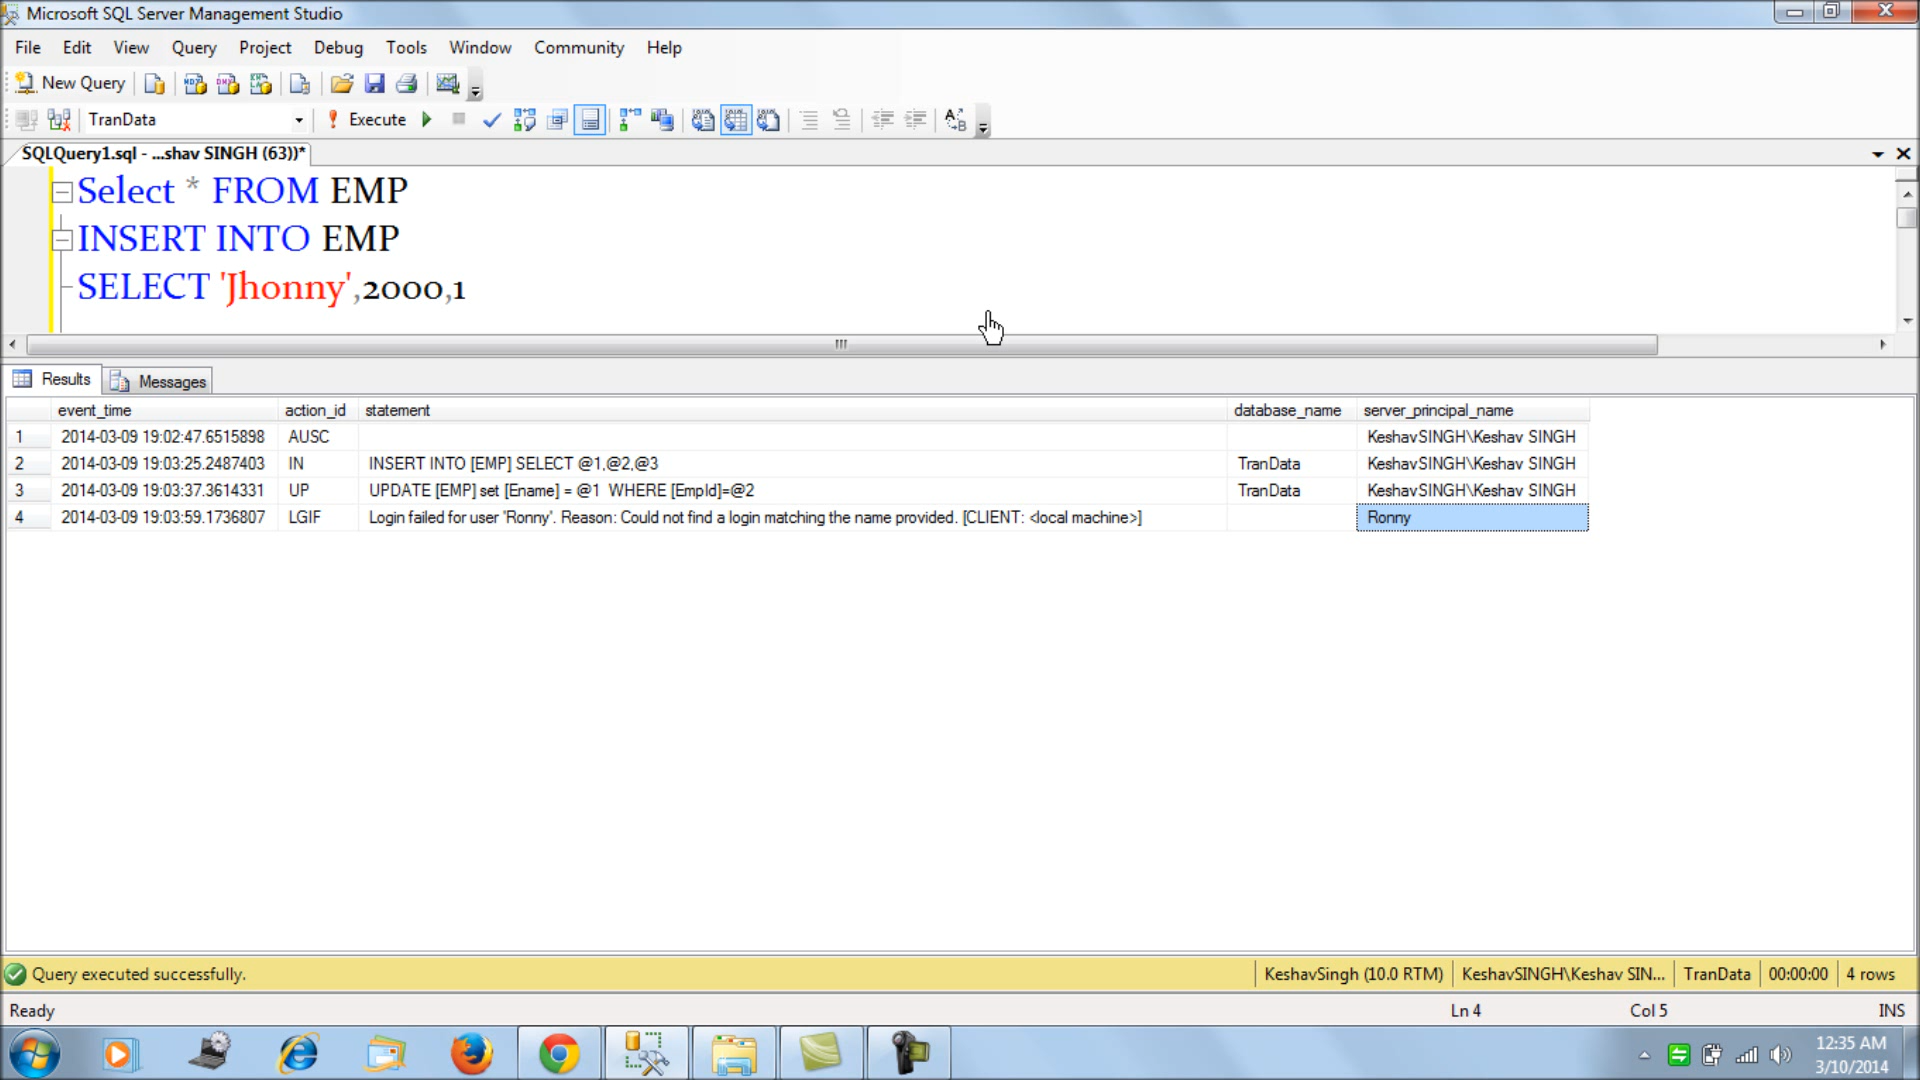 Microsoft SQL Server Management Studio
File Edit View Query Project Debug Tools Window Community Help
New Query
TranData Execute
SQLQuery1.sql - ...shav SINGH (63))*
Select * FROM EMP
INSERT INTO EMP
SELECT 'Jhonny',2000,1
Results Messages
event_time action_id statement database_name server_principal_name
1 2014-03-09 19:02:47.6515898 AUSC KeshavSINGH\Keshav SINGH
2 2014-03-09 19:03:25.2487403 IN INSERT INTO [EMP] SELECT @1,@2,@3 TranData KeshavSINGH\Keshav SINGH
3 2014-03-09 19:03:37.3614331 UP UPDATE [EMP] set [Ename] = @1 WHERE [EmpId]=@2 TranData KeshavSINGH\Keshav SINGH
4 2014-03-09 19:03:59.1736807 LGIF Login failed for user 'Ronny'. Reason: Could not find a login matching the name provided. [CLIENT: <local machine>] Ronny
Query executed successfully. KeshavSingh (10.0 RTM) KeshavSINGH\Keshav SIN... TranData 00:00:00 4 rows
Ready Ln 4 Col 5 INS
12:35 AM
3/10/2014